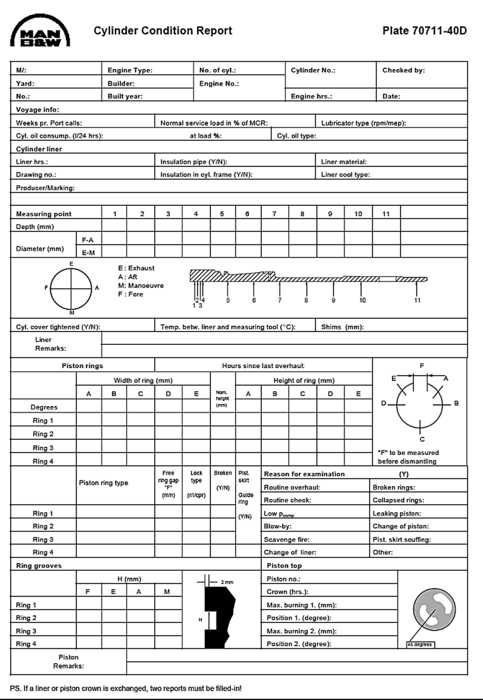 MAN
B&W
Cylinder Condition Report
Plate 70711-40D
M/:
Engine Type:
No. of cyl.:
Cylinder No.:
Checked by:
Yard:
Builder:
Engine No.:
No.:
Built year:
Engine hrs.:
Date:
Voyage info:
Weeks pr. Port calls:
Normal service load in % of MCR:
Lubricator type (rpm/mep):
Cyl. oil consump. (l/24 hrs):
at load %:
Cyl. oil type:
Cylinder liner
Liner hrs.:
Insulation pipe (Y/N):
Liner material:
Drawing no.:
Insulation in cyl. frame (Y/N):
Liner cool type:
Producer/Marking:
Measuring point 1 2 3 4 5 6 7 8 9 10 11
Depth (mm)
Diameter (mm)
F-A
E-M
E
F
A
M
E: Exhaust
A: Aft
M: Manoeuvre
F : Fore
1 2 3 4 5 6 7 8 9 10 11
Cyl. cover tightened (Y/N):
Temp. betw. liner and measuring tool (°C):
Shims (mm):
Liner
Remarks:
Piston rings
Hours since last overhaul:
Width of ring (mm)
Nom. height (mm)
Height of ring (mm)
A B C D E
A B C D E
Degrees
Ring 1
Ring 2
Ring 3
Ring 4
F
E
A
D
B
C
"F" to be measured
before dismantling
Piston ring type
Free ring gap "F" (mm)
Lock type (rl/cpr)
Broken (Y/N)
Pist. skirt Guide ring (Y/N)
Ring 1
Ring 2
Ring 3
Ring 4
Reason for examination
(Y)
Routine overhaul:
Broken rings:
Routine check:
Collapsed rings:
Low p
Leaking piston:
Blow-by:
Change of piston:
Scavenge fire:
Pist. skirt scuffing:
Change of liner:
Other:
Ring grooves
H (mm)
F E A M
Ring 1
Ring 2
Ring 3
Ring 4
2 mm
H
Piston top
Piston no.:
Crown (hrs.):
Max. burning 1. (mm):
Position 1. (degree):
Max. burning 2. (mm):
Position 2. (degree):
degrees
Piston
Remarks:
PS. If a liner or piston crown is exchanged, two reports must be filled-in!